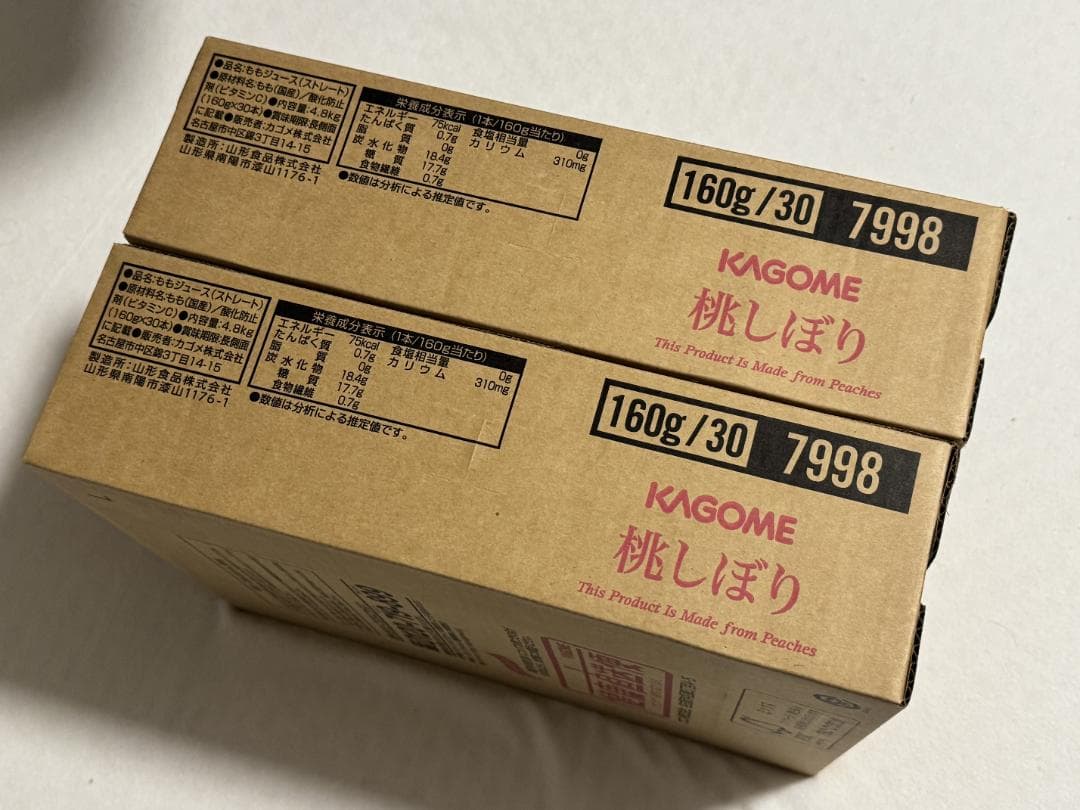 ●品名:ももジュース(ストレート)
●原材料名:もも(国産)／酸化防止
剤(ビタミンC)●内容量:4.8kg
(160g×30本)●賞味期限:長側面
に記載●販売者:カゴメ株式会社
名古屋市中区錦3丁目14-15
製造所:山形食品株式会社
山形県南陽市漆山1176-1
栄養成分表示(1本/160g当たり)
エネルギー 75kcal 食塩相当量 0g
たんぱく質 0.7g カリウム 310mg
脂質 0g
炭水化物 18.4g
糖質 17.7g
食物繊維 0.7g
●数値は分析による推定値です。
160g/30 7998
KAGOME
桃しぼり
This Product Is Made from Peaches
●品名:ももジュース(ストレート)
●原材料名:もも(国産)／酸化防止
剤(ビタミンC)●内容量:4.8kg
(160g×30本)●賞味期限:長側面
に記載●販売者:カゴメ株式会社
名古屋市中区錦3丁目14-15
製造所:山形食品株式会社
山形県南陽市漆山1176-1
栄養成分表示(1本/160g当たり)
エネルギー 75kcal 食塩相当量 0g
たんぱく質 0.7g カリウム 310mg
脂質 0g
炭水化物 18.4g
糖質 17.7g
食物繊維 0.7g
●数値は分析による推定値です。
160g/30 7998
KAGOME
桃しぼり
This Product Is Made from Peaches